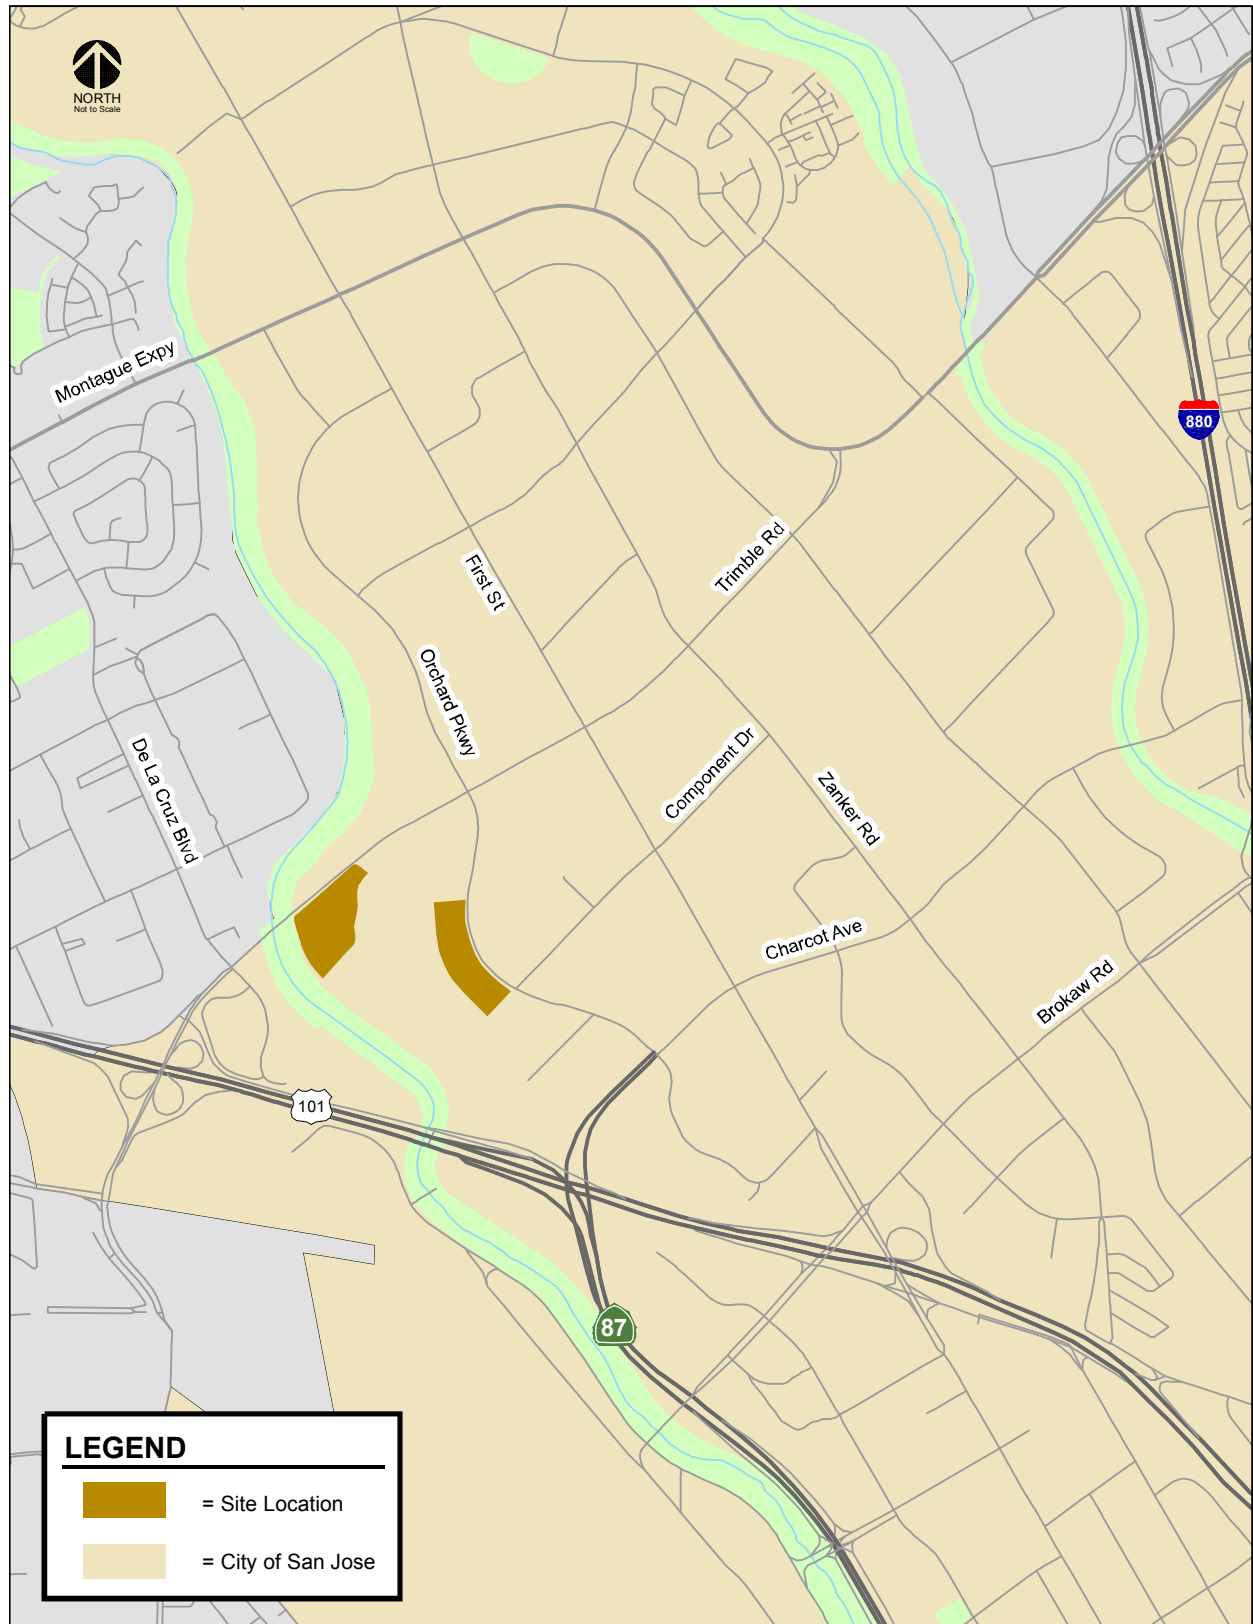 NORTH
Not to Scale
Montague Expy
880
Trimble Rd
First St
Orchard Pkwy
Component Dr
De La Cruz Blvd
Zanker Rd
Charcot Ave
Brokaw Rd
101
87
LEGEND
= Site Location
= City of San Jose